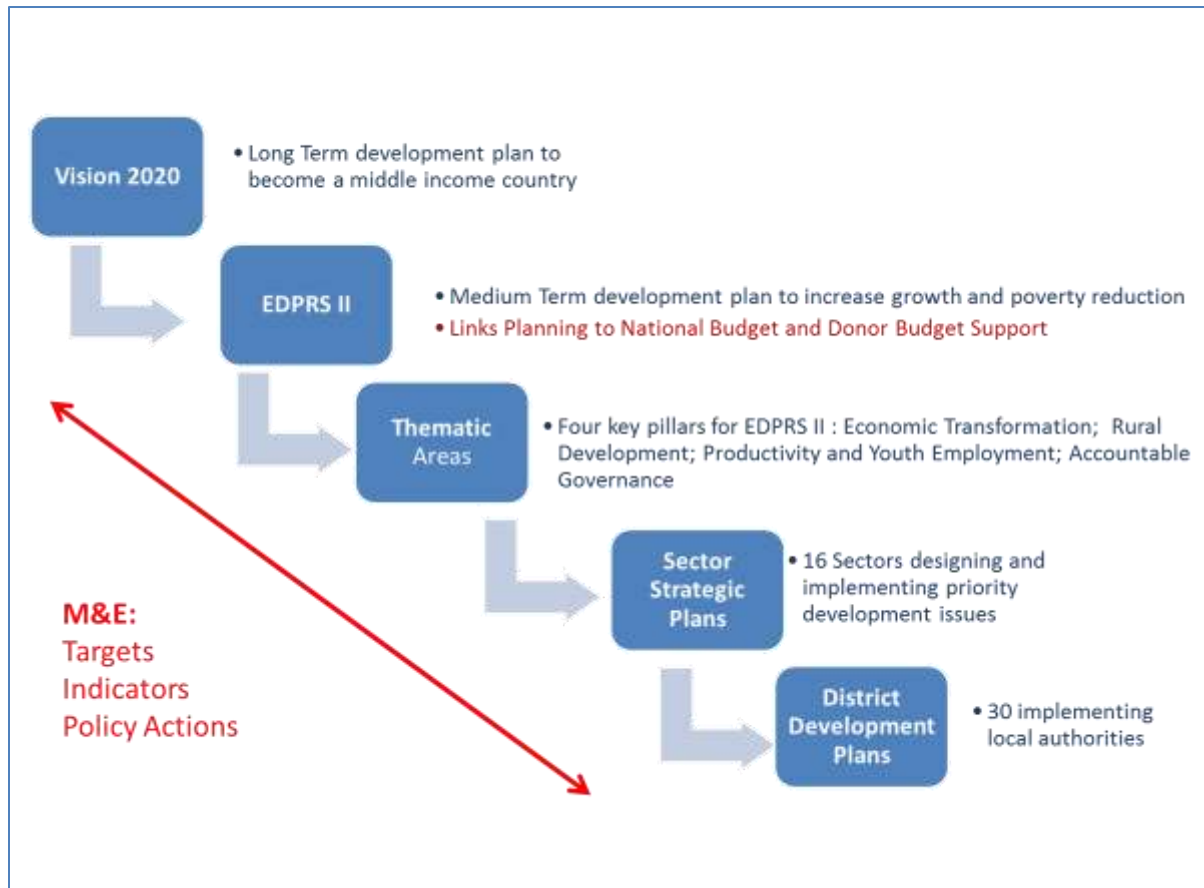 Vision 2020
• Long Term development plan to
become a middle income country
EDPRS II
• Medium Term development plan to increase growth and poverty reduction
• Links Planning to National Budget and Donor Budget Support
Thematic
Areas
• Four key pillars for EDPRS II : Economic Transformation; Rural
Development; Productivity and Youth Employment; Accountable
Governance
Sector
Strategic
Plans
• 16 Sectors designing and
implementing priority
development issues
M&E:
Targets
Indicators
Policy Actions
District
Development
Plans
• 30 implementing
local authorities